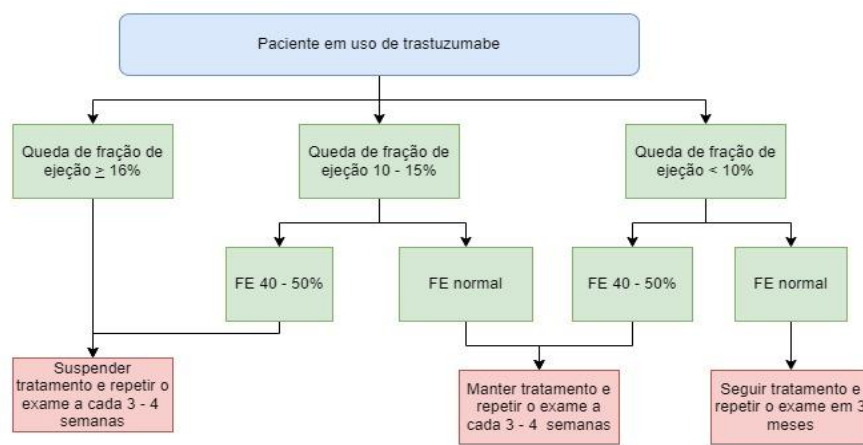 Paciente em uso de trastuzumabe
Queda de fração de
ejeção ≥ 16%
Queda de fração de
ejeção 10 - 15%
Queda de fração de
ejeção < 10%
FE 40 - 50%
FE normal
FE 40 - 50%
FE normal
Suspender
tratamento e repetir o
exame a cada 3 - 4
semanas
Manter tratamento e
repetir o exame a
cada 3 - 4 semanas
Seguir tratamento e
repetir o exame em 3
meses